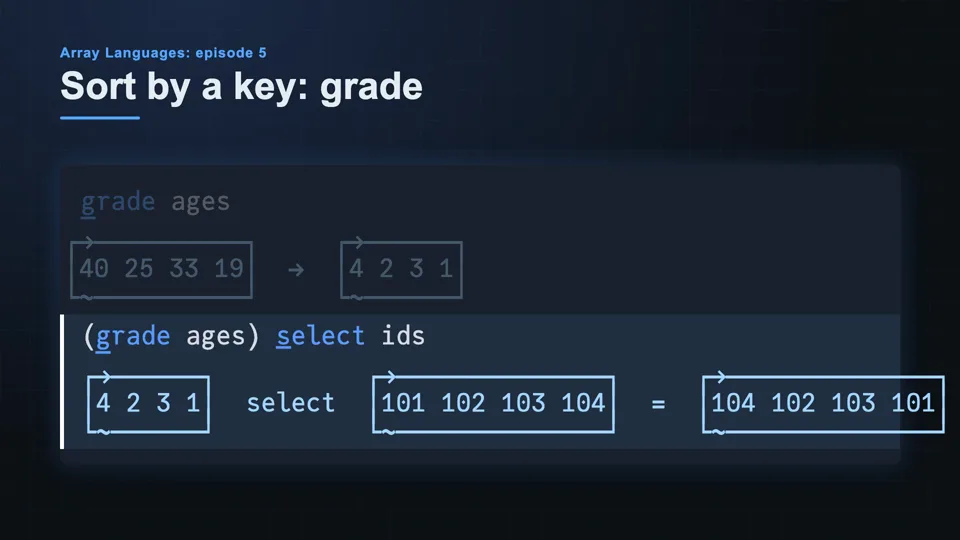 Array Languages: episode 5
Sort by a key: grade
grade ages
40 25 33 19 → 4 2 3 1
(grade ages) select ids
4 2 3 1 select 101 102 103 104 = 104 102 103 101